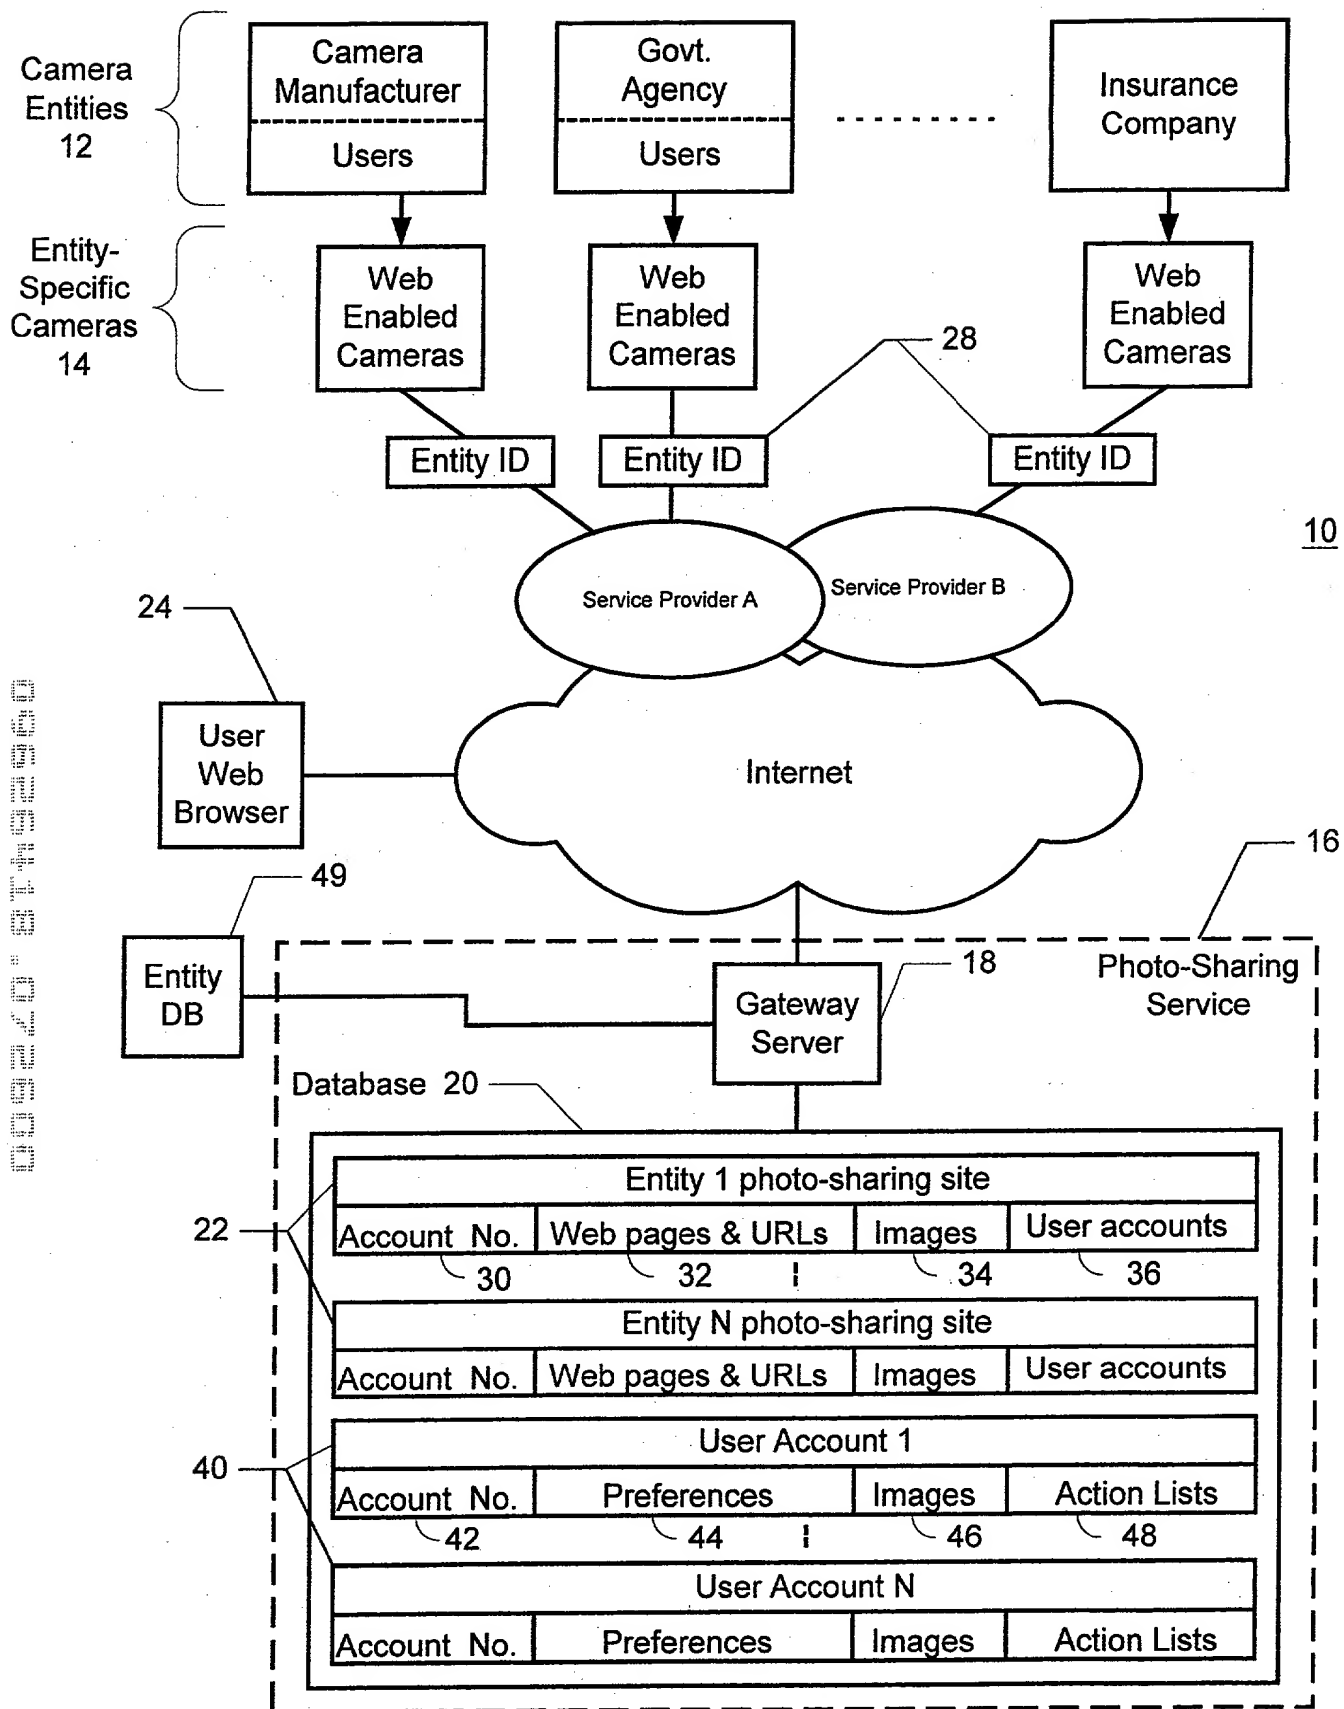 Camera
Entities
12
Camera
Manufacturer
Users
Govt.
Agency
Users
Insurance
Company
Entity-
Specific
Cameras
14
Web
Enabled
Cameras
Web
Enabled
Cameras
Web
Enabled
Cameras
28
Entity ID
Entity ID
Entity ID
10
Service Provider A
Service Provider B
24
User
Web
Browser
Internet
16
49
Entity
DB
18
Photo-Sharing
Service
Gateway
Server
Database 20
Entity 1 photo-sharing site
22
Account No. Web pages & URLs Images User accounts
30 32 34 36
Entity N photo-sharing site
Account No. Web pages & URLs Images User accounts
User Account 1
40
Account No. Preferences Images Action Lists
42 44 46 48
User Account N
Account No. Preferences Images Action Lists
09626418.072600